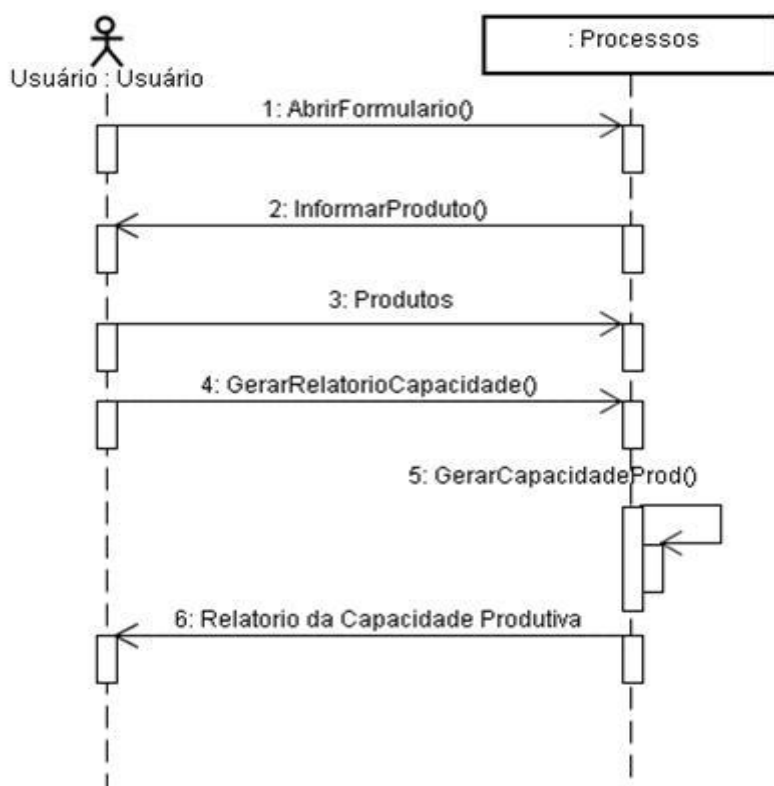 : Processos
Usuário : Usuário
1: AbrirFormulario()
2: InformarProduto()
3: Produtos
4: GerarRelatorioCapacidade()
5: GerarCapacidadeProd()
6: Relatorio da Capacidade Produtiva